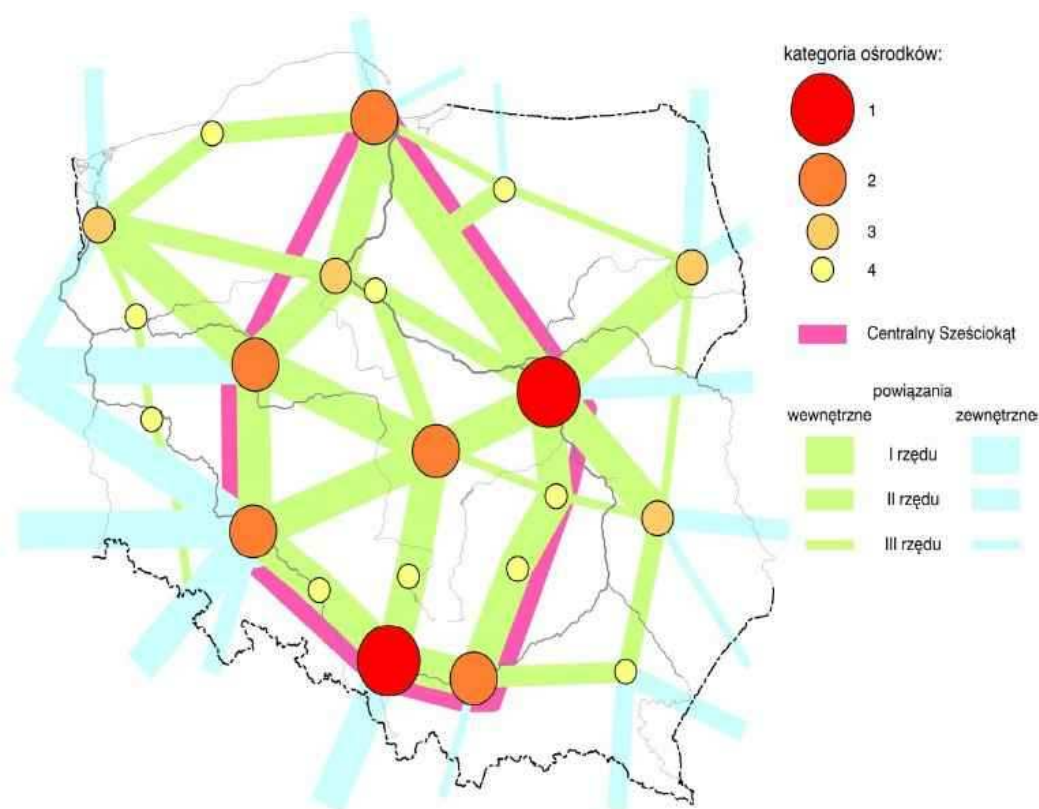 kategoria ośrodków:
1
2
3
4
Centralny Sześciokąt
powiązania
wewnętrzne zewnętrzne
I rzędu
II rzędu
III rzędu